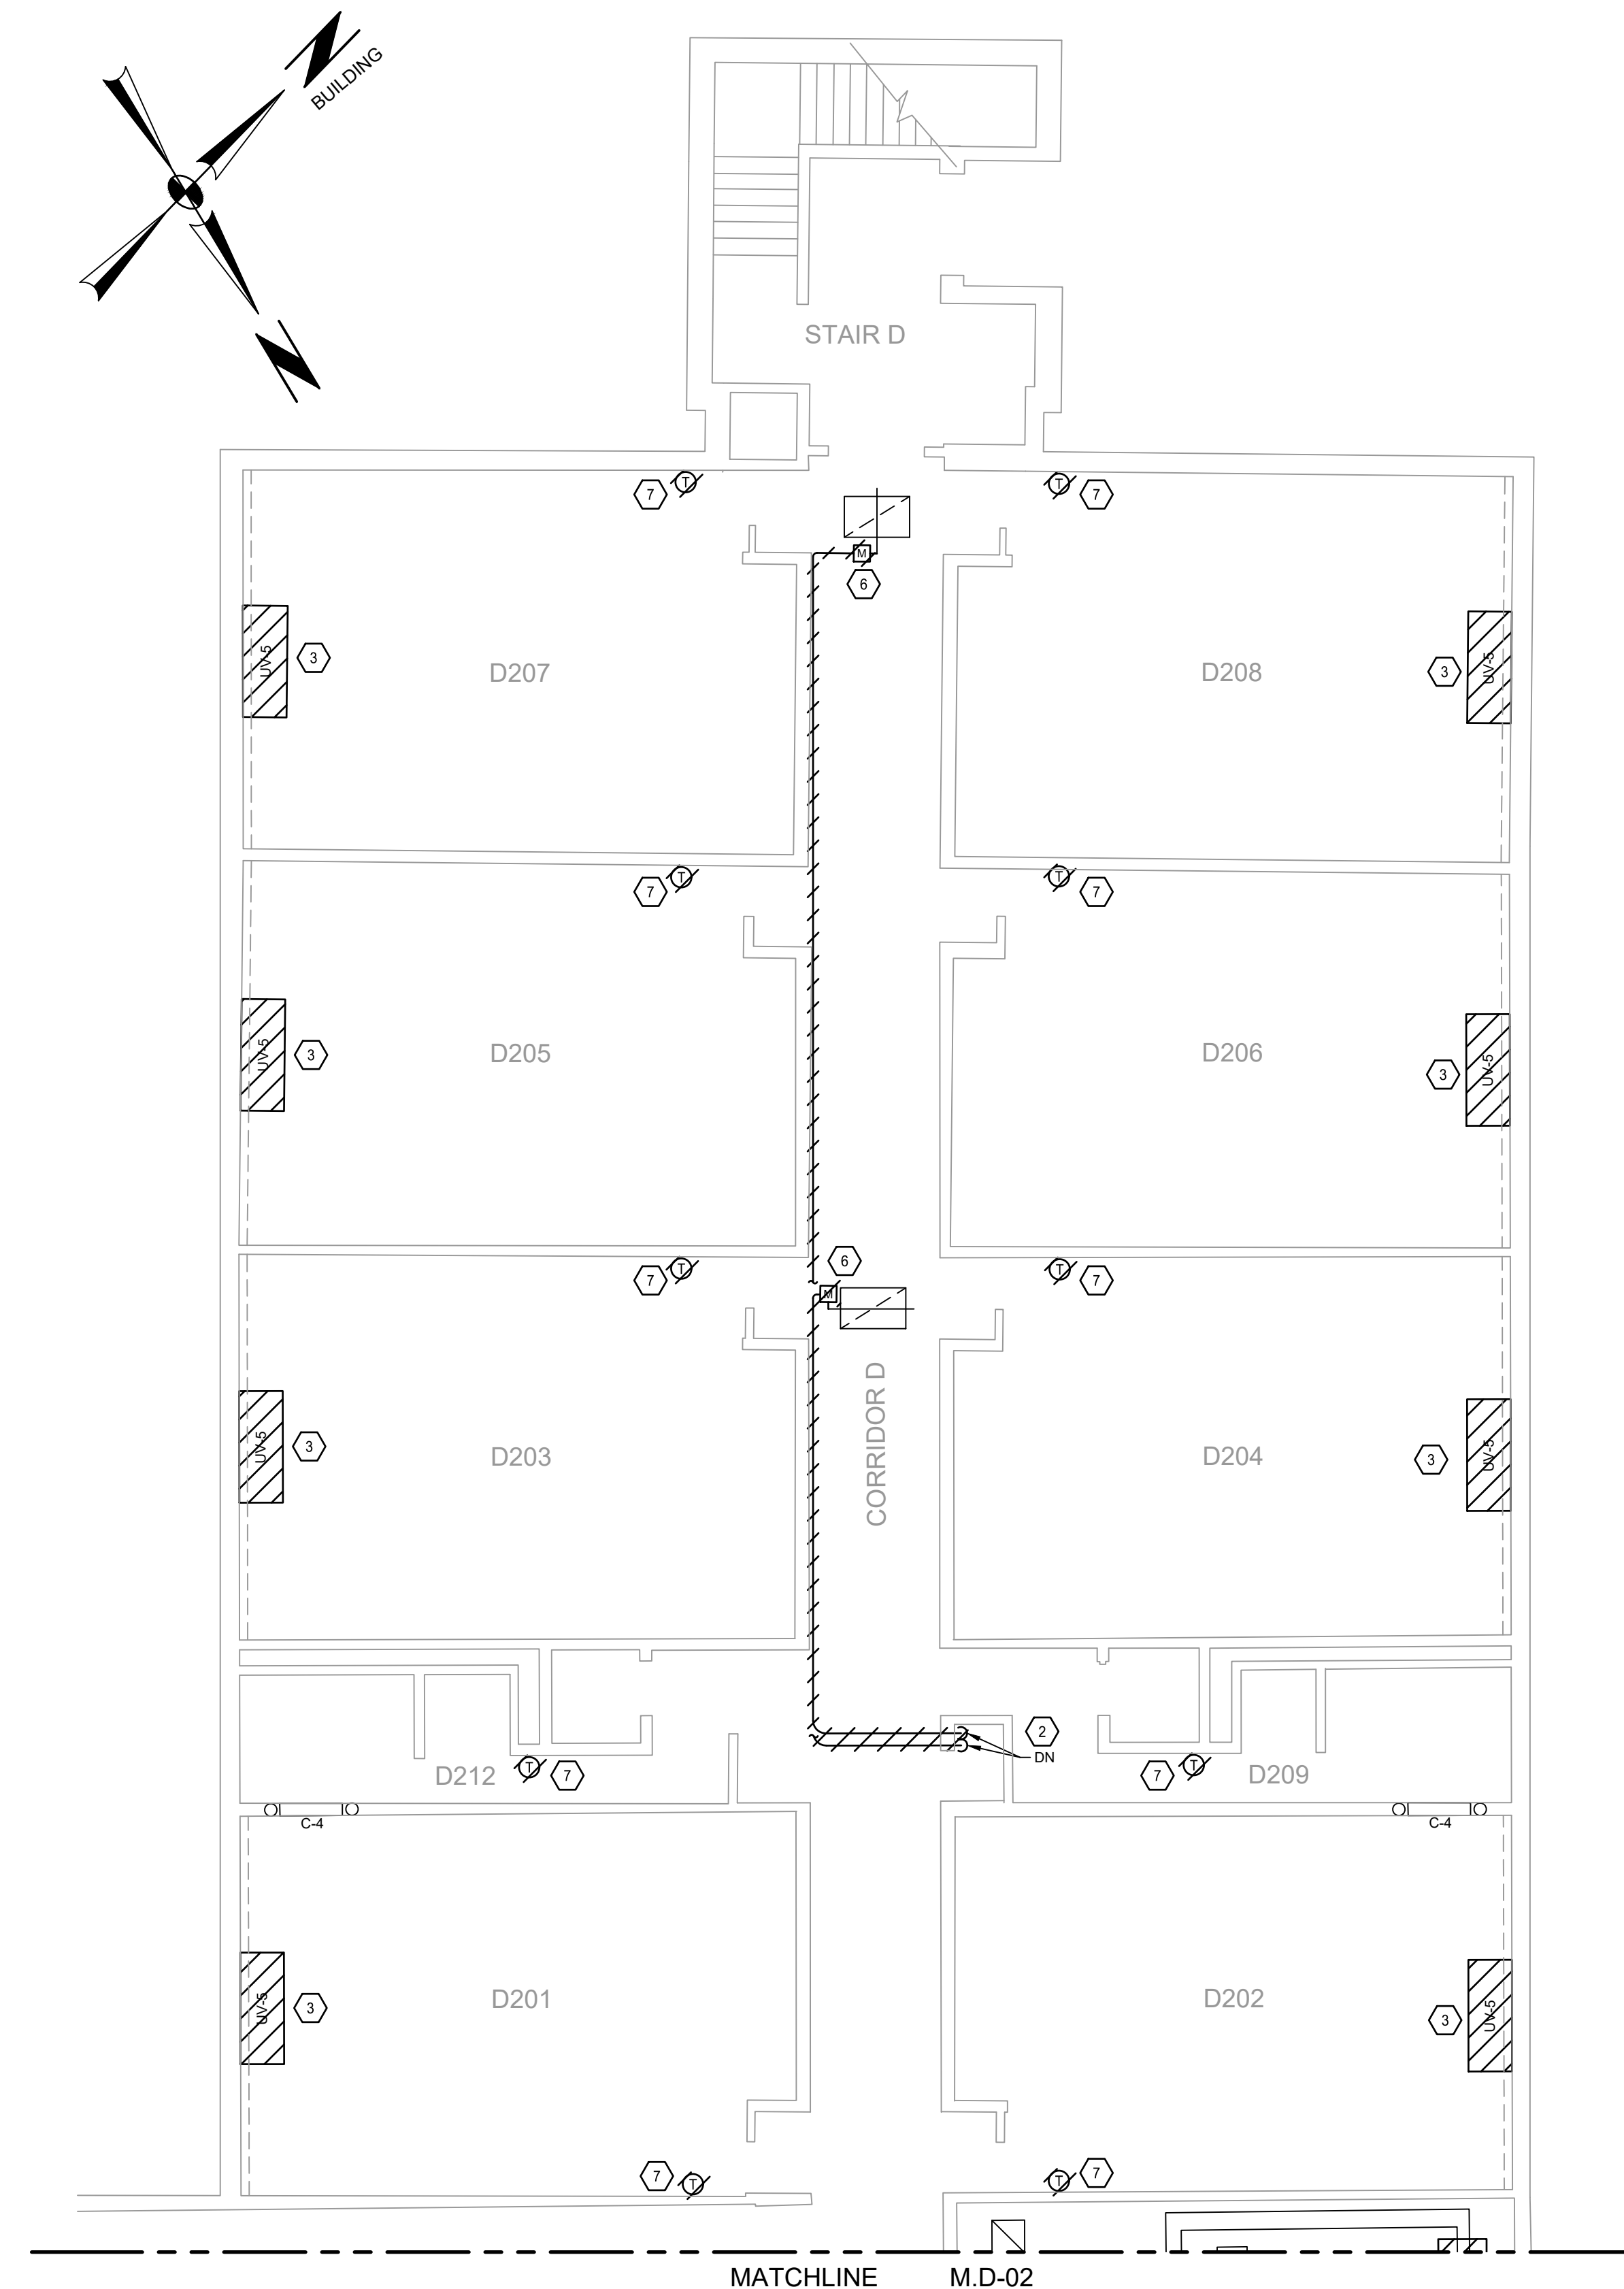 N
BUILDING
N
STAIR D
T
7
T
7
M
6
UV-5
3
D207
D208
3
UV-5
7
T
T
7
UV-5
3
D205
D206
3
UV-5
6
7
T
M
T
7
CORRIDOR D
UV-5
3
D203
D204
3
UV-5
2
DN
D212
T
7
7
T
D209
C-4
C-4
UV-5
3
D201
D202
3
UV-5
7
T
T
7
MATCHLINE M.D-02